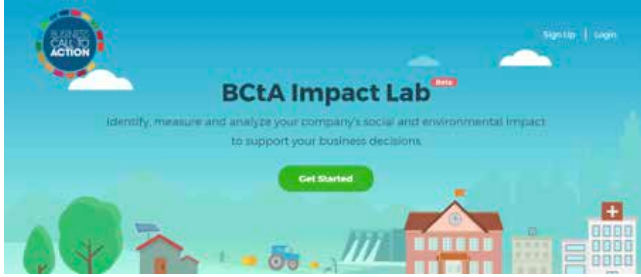 BUSINESS
CALL TO
ACTION
Sign Up | Login
BCtA Impact Lab Beta
Identify, measure and analyze your company's social and environmental impact
to support your business decisions
Get Started